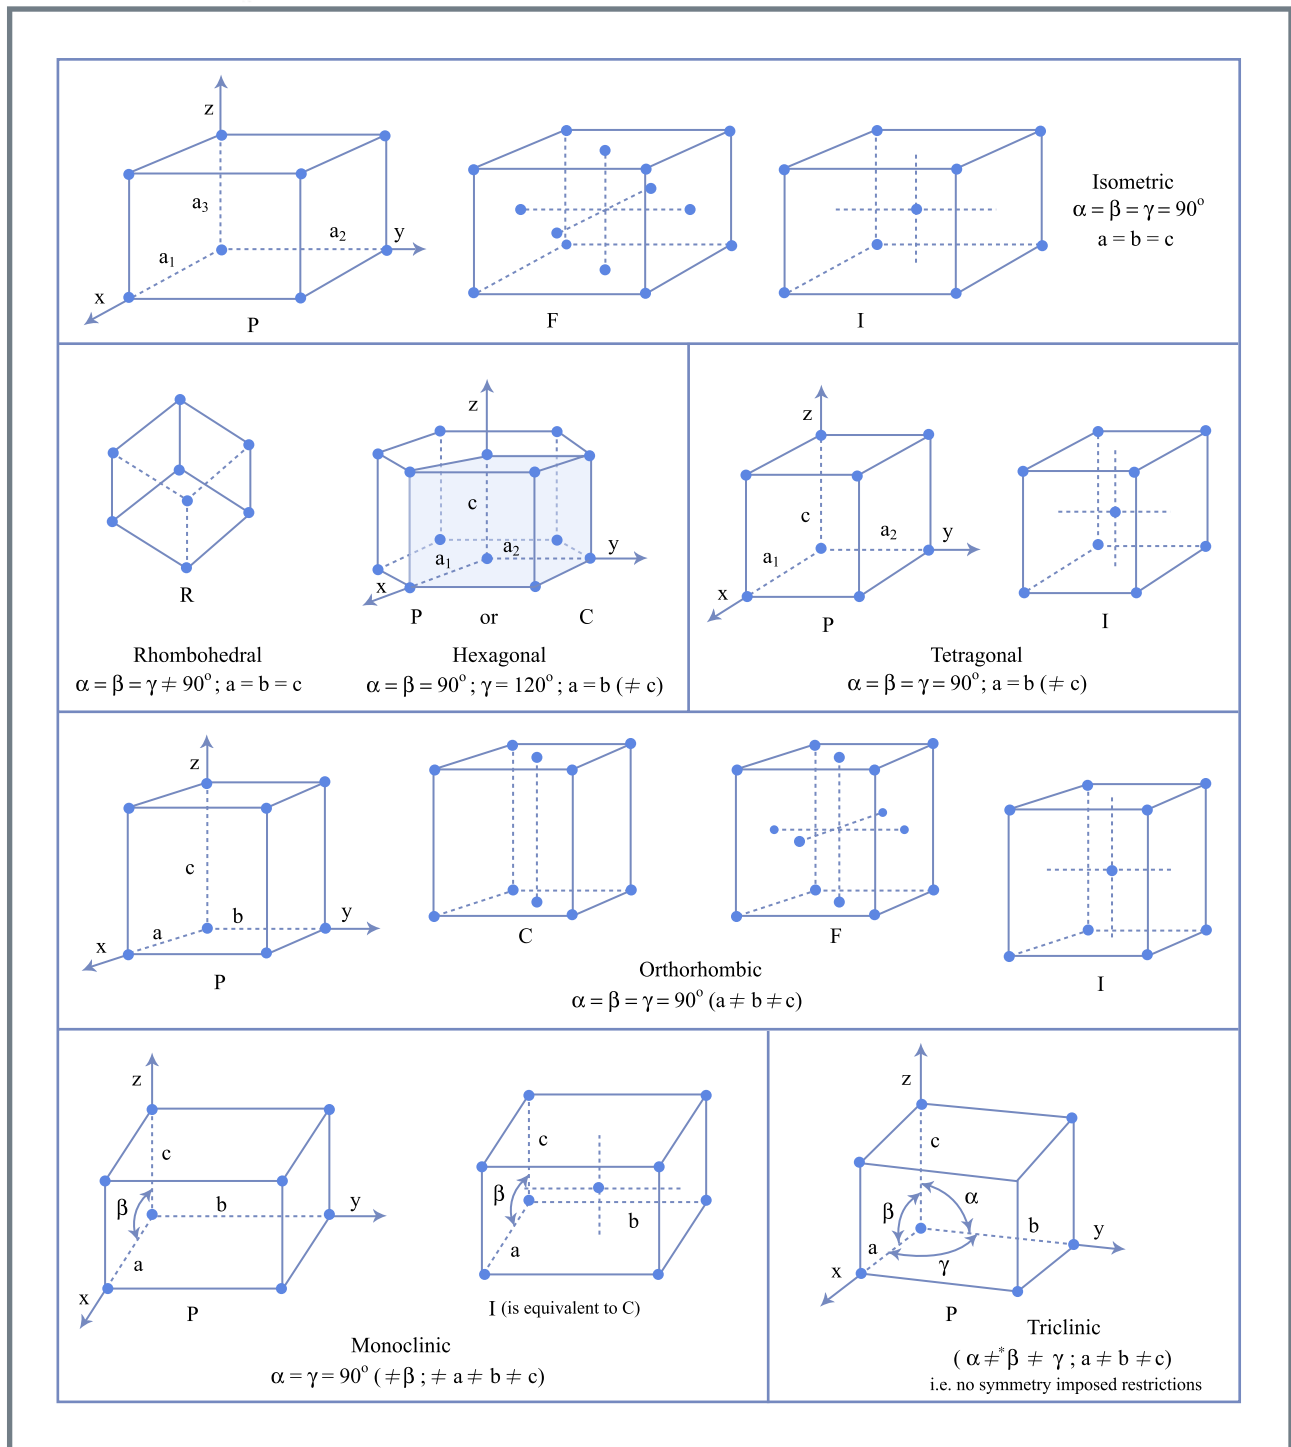 z
a3
a2
y
a1
x
P
F
I
Isometric
α = β = γ = 90°
a = b = c
R
Rhombohedral
α = β = γ ≠ 90° ; a = b = c
z
c
a1
a2
y
x
P or C
Hexagonal
α = β = 90° ; γ = 120° ; a = b (≠ c)
z
c
a2
y
a1
x
P
I
Tetragonal
α = β = γ = 90° ; a = b (≠ c)
z
c
b
y
a
x
P
C
F
I
Orthorhombic
α = β = γ = 90° (a ≠ b ≠ c)
z
c
β
b
y
a
x
P
c
β
b
a
I (is equivalent to C)
Monoclinic
α = γ = 90° ( ≠ β ; ≠ a ≠ b ≠ c)
z
c
α
β
b
y
a
γ
x
P
Triclinic
( α ≠* β ≠ γ ; a ≠ b ≠ c)
i.e. no symmetry imposed restrictions